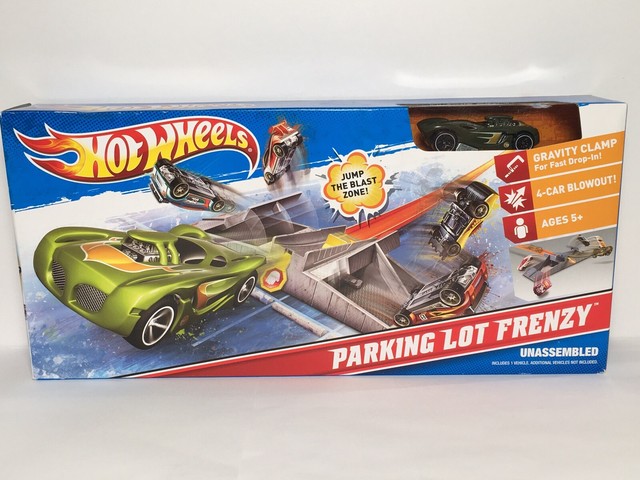 HOT WHEELS
JUMP
THE BLAST
ZONE!
GRAVITY CLAMP
For Fast Drop-In!
4-CAR BLOWOUT!
AGES 5+
PARKING LOT FRENZY™
UNASSEMBLED
INCLUDES 1 VEHICLE. ADDITIONAL VEHICLES NOT INCLUDED.